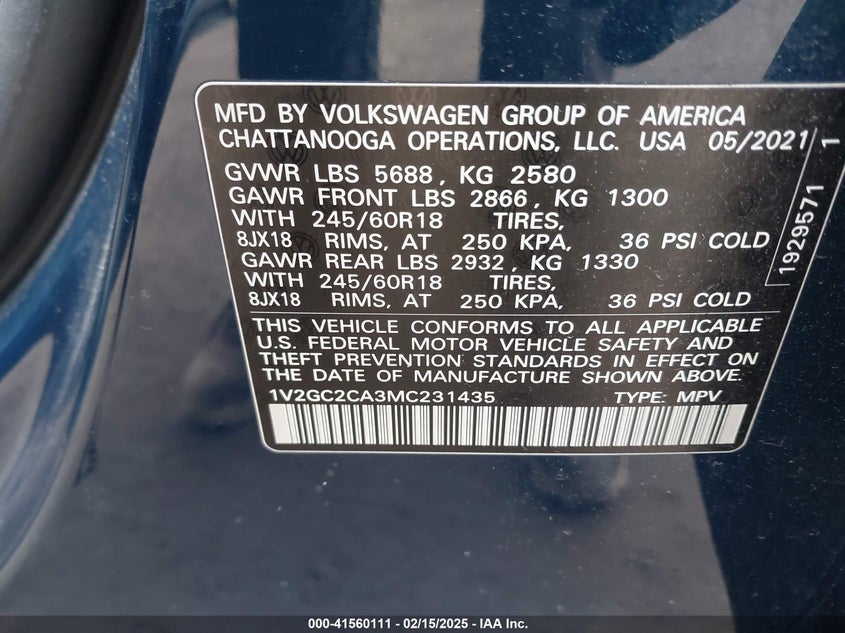 MFD BY VOLKSWAGEN GROUP OF AMERICA
CHATTANOOGA OPERATIONS, LLC. USA 05/2021
GVWR LBS 5688, KG 2580
GAWR FRONT LBS 2866, KG 1300
WITH 245/60R18 TIRES,
8JX18 RIMS, AT 250 KPA, 36 PSI COLD
GAWR REAR LBS 2932, KG 1330
WITH 245/60R18 TIRES,
8JX18 RIMS, AT 250 KPA, 36 PSI COLD
THIS VEHICLE CONFORMS TO ALL APPLICABLE
U.S. FEDERAL MOTOR VEHICLE SAFETY AND
THEFT PREVENTION STANDARDS IN EFFECT ON
THE DATE OF MANUFACTURE SHOWN ABOVE.
1V2GC2CA3MC231435 TYPE: MPV
1929571 1
000-41560111 - 02/15/2025 - IAA Inc.